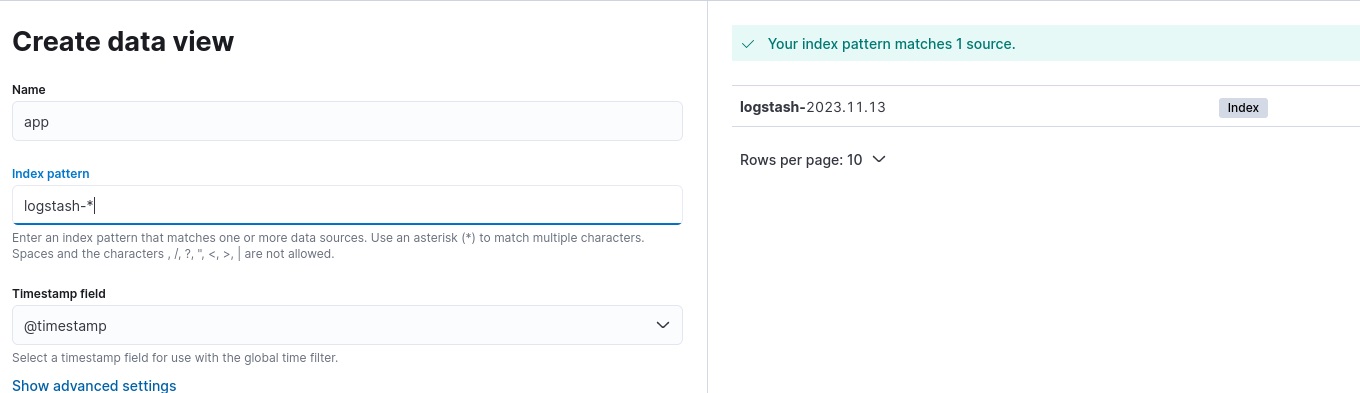 Create data view
Name
app
Index pattern
logstash-*
Enter an index pattern that matches one or more data sources. Use an asterisk (*) to match multiple characters.
Spaces and the characters , /, ?, ", <, >, | are not allowed.
Timestamp field
@timestamp
Select a timestamp field for use with the global time filter.
Show advanced settings
Your index pattern matches 1 source.
logstash-2023.11.13 Index
Rows per page: 10